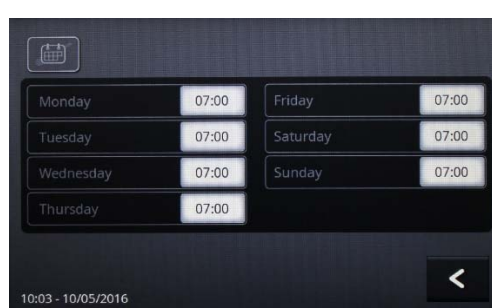 Monday 07:00
Tuesday 07:00
Wednesday 07:00
Thursday 07:00
Friday 07:00
Saturday 07:00
Sunday 07:00
10:03 - 10/05/2016